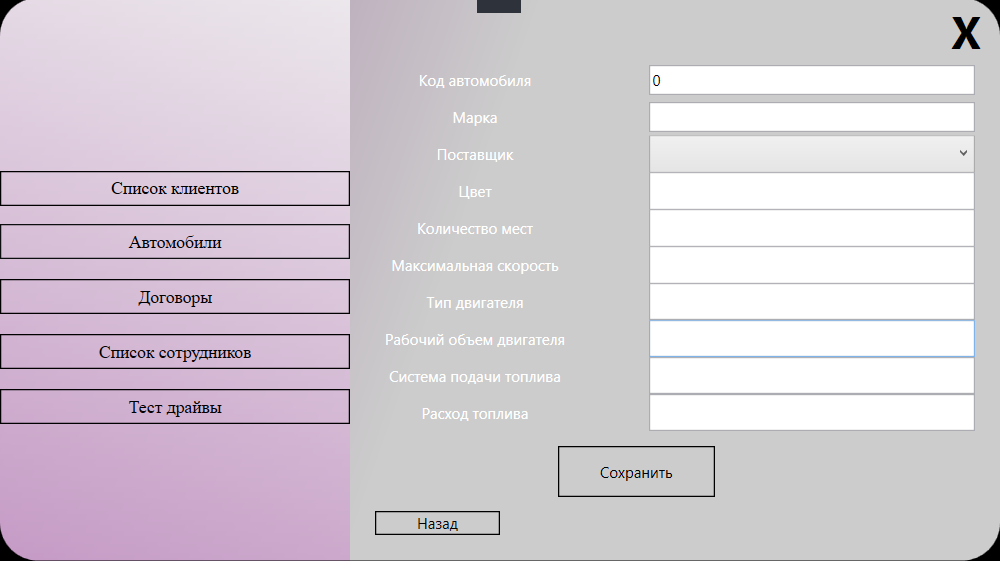 X
Список клиентов
Автомобили
Договоры
Список сотрудников
Тест драйвы
Код автомобиля 0
Марка
Поставщик
Цвет
Количество мест
Максимальная скорость
Тип двигателя
Рабочий объем двигателя
Система подачи топлива
Расход топлива
Сохранить
Назад